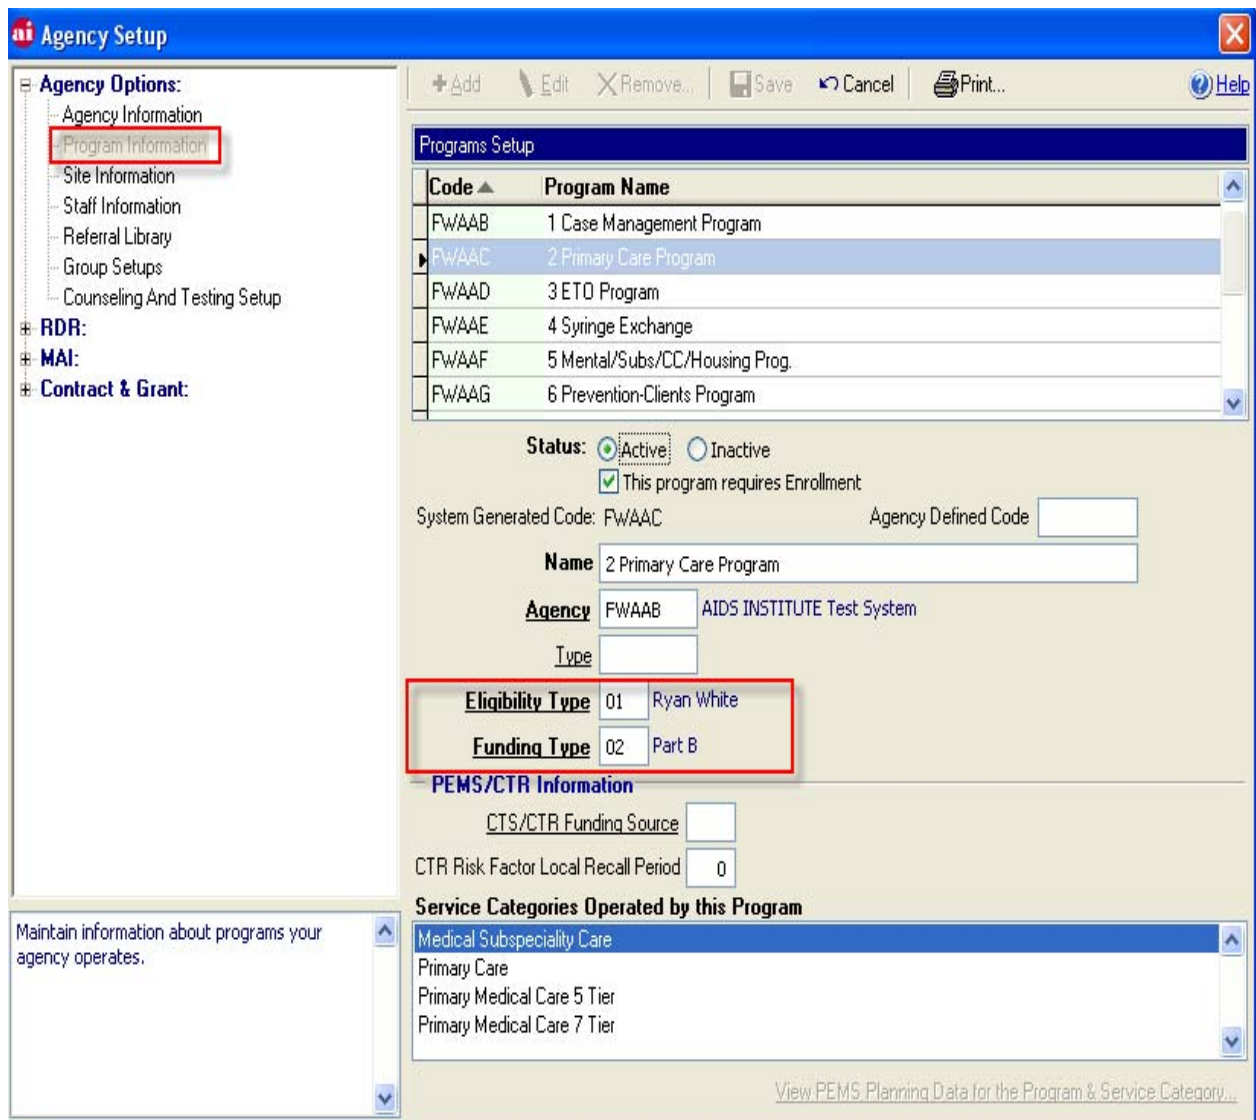 ai Agency Setup
Agency Options:
Agency Information
Program Information
Site Information
Staff Information
Referral Library
Group Setups
Counseling And Testing Setup
RDR:
MAI:
Contract & Grant:
Maintain information about programs your
agency operates.
Add Edit Remove... Save Cancel Print... Help
Programs Setup
Code Program Name
FWAAB 1 Case Management Program
FWAAC 2 Primary Care Program
FWAAD 3 ETO Program
FWAAE 4 Syringe Exchange
FWAAF 5 Mental/Subs/CC/Housing Prog.
FWAAG 6 Prevention-Clients Program
Status: Active Inactive
This program requires Enrollment
System Generated Code: FWAAC Agency Defined Code
Name 2 Primary Care Program
Agency FWAAB AIDS INSTITUTE Test System
Type
Eligibility Type 01 Ryan White
Funding Type 02 Part B
PEMS/CTR Information
CTS/CTR Funding Source
CTR Risk Factor Local Recall Period 0
Service Categories Operated by this Program
Medical Subspeciality Care
Primary Care
Primary Medical Care 5 Tier
Primary Medical Care 7 Tier
View PEMS Planning Data for the Program & Service Category...